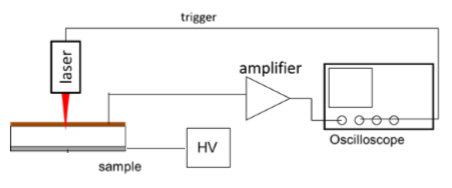 trigger
laser
amplifier
Oscilloscope
HV
sample